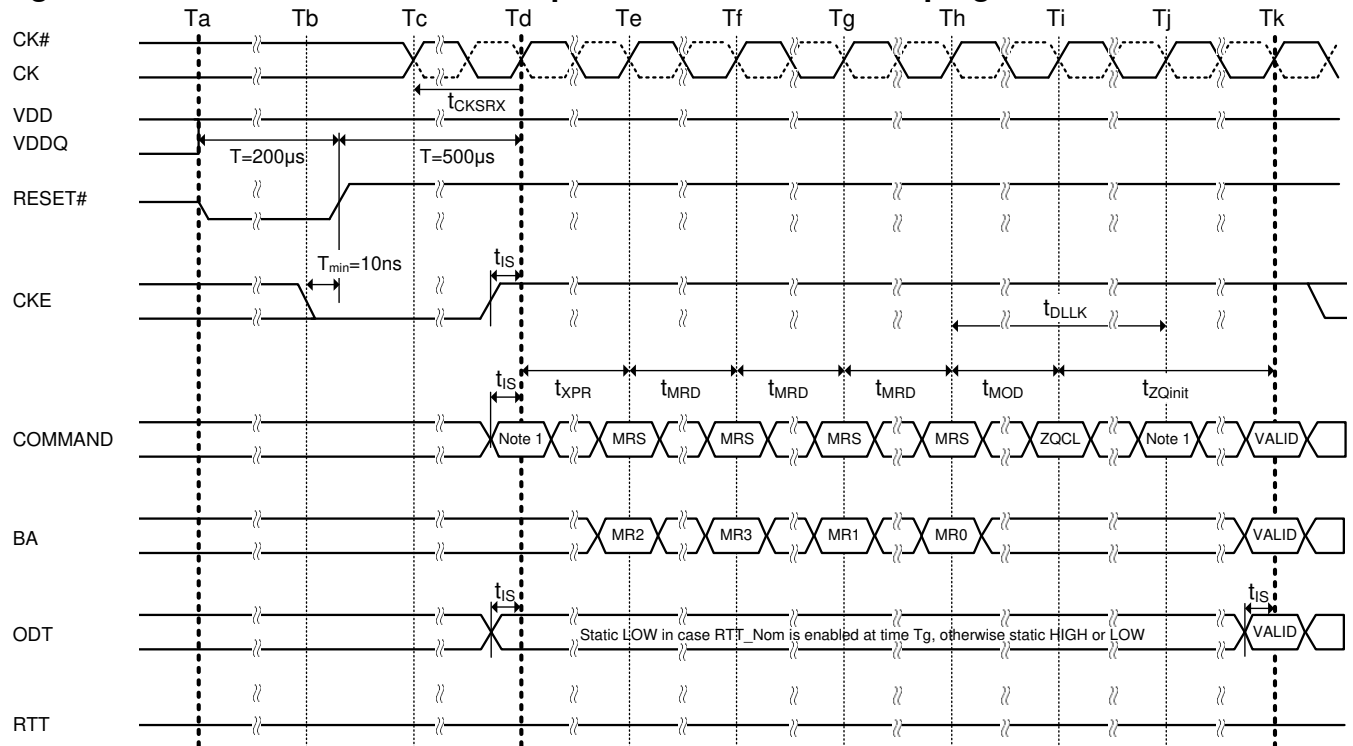 Ta Tb Tc Td Te Tf Tg Th Ti Tj Tk
CK#
CK
tCKSRX
VDD
VDDQ
T=200μs T=500μs
RESET#
Tmin=10ns tIS
CKE
tDLLK
tIS tXPR tMRD tMRD tMRD tMOD tZQinit
COMMAND Note 1 MRS MRS MRS MRS ZQCL Note 1 VALID
BA MR2 MR3 MR1 MR0 VALID
tIS tIS
ODT Static LOW in case RTT_Nom is enabled at time Tg, otherwise static HIGH or LOW VALID
RTT